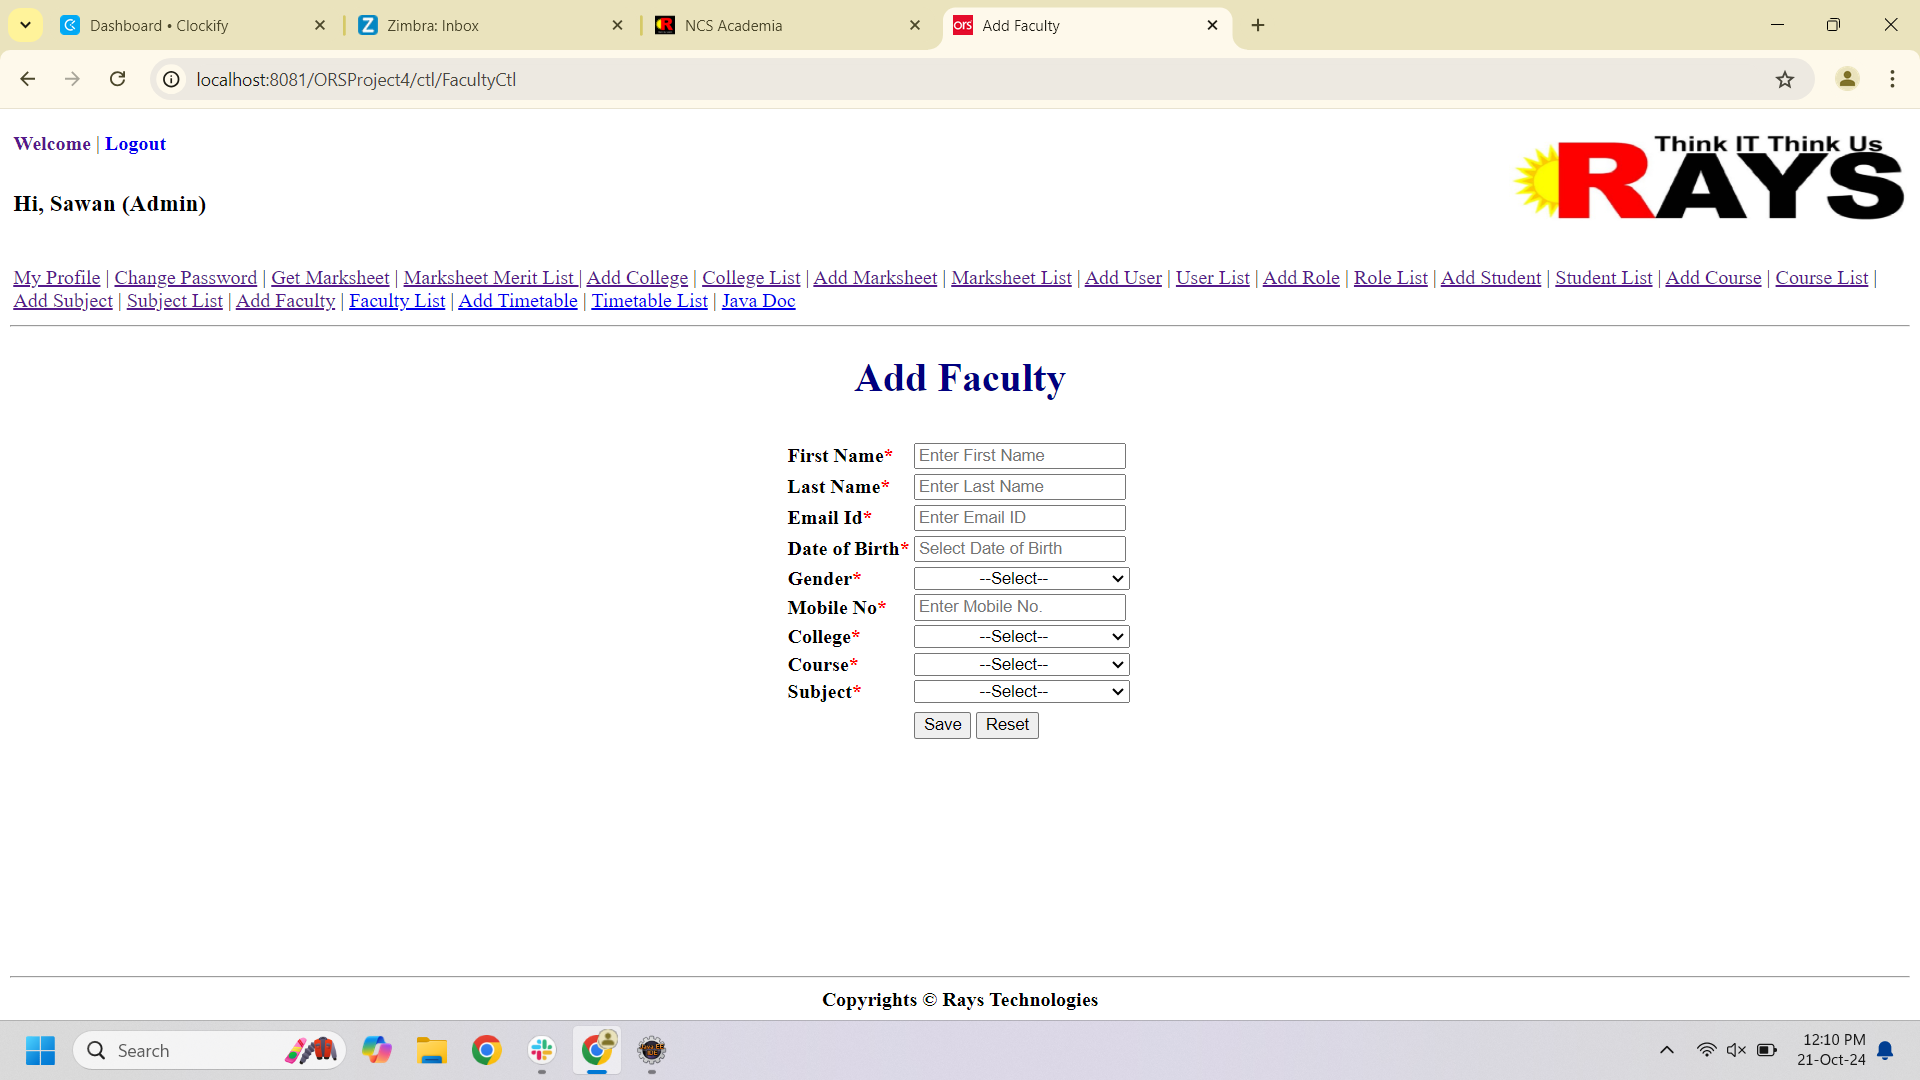 Dashboard • Clockify
Zimbra: Inbox
NCS Academia
ors Add Faculty
localhost:8081/ORSProject4/ctl/FacultyCtl
Welcome | Logout
Think IT Think Us
RAYS
Hi, Sawan (Admin)
My Profile | Change Password | Get Marksheet | Marksheet Merit List | Add College | College List | Add Marksheet | Marksheet List | Add User | User List | Add Role | Role List | Add Student | Student List | Add Course | Course List |
Add Subject | Subject List | Add Faculty | Faculty List | Add Timetable | Timetable List | Java Doc
Add Faculty
First Name* Enter First Name
Last Name* Enter Last Name
Email Id* Enter Email ID
Date of Birth* Select Date of Birth
Gender* --Select--
Mobile No* Enter Mobile No.
College* --Select--
Course* --Select--
Subject* --Select--
Save Reset
Copyrights © Rays Technologies
Search
12:10 PM
21-Oct-24